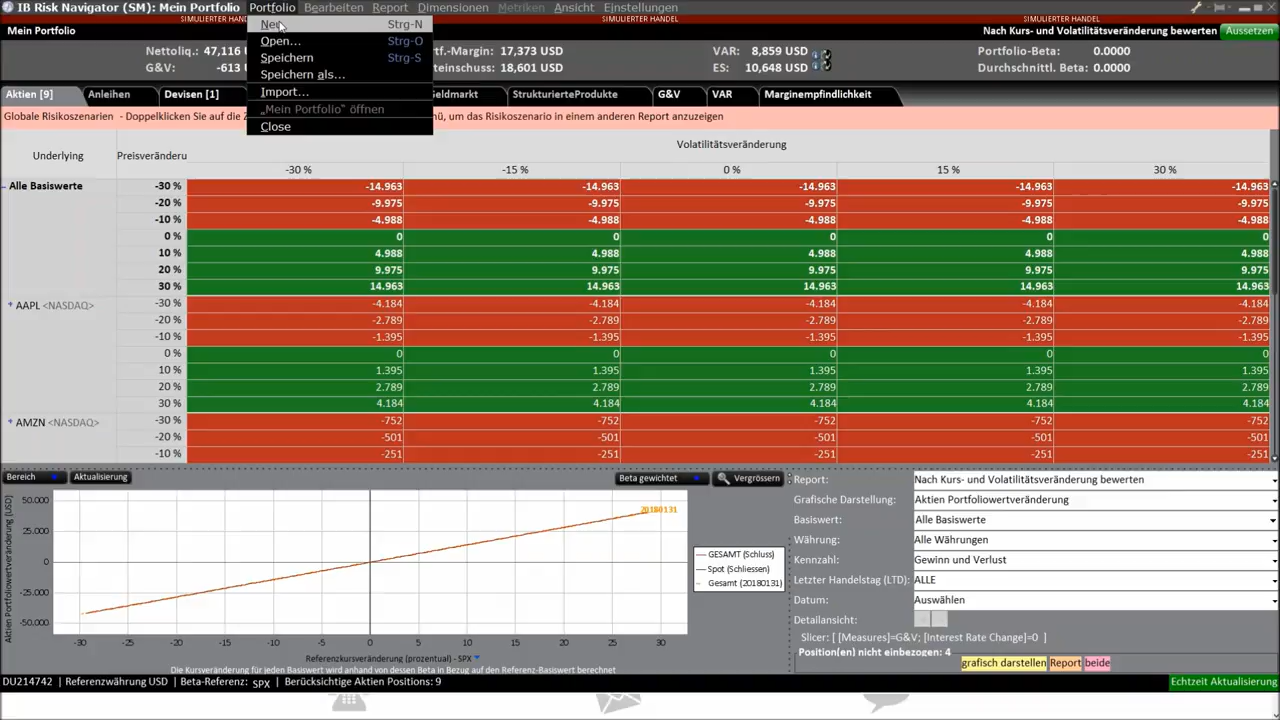 IB Risk Navigator (SM): Mein Portfolio Portfolio Bearbeiten Report Dimensionen Metriken Ansicht Einstellungen
SIMULIERTER HAND SIMULIERTER HANDEL
Mein Portfolio Nach Kurs- und Volatilitätsveränderung bewerten Aussetzen
Neu Strg-N
Open... Strg-O
Speichern Strg-S
Speichern als...
Import...
„Mein Portfolio“ öffnen
Close
Nettoliq.: 47,116 tf.-Margin: 17,373 USD VAR: 8,859 USD Portfolio-Beta: 0.0000
G&V: -613 teinschuss: 18,601 USD ES: 10,648 USD Durchschnittl. Beta: 0.0000
Aktien [9] Anleihen Devisen [1] Geldmarkt StrukturierteProdukte G&V VAR Marginempfindlichkeit
Globale Risikoszenarien - Doppelklicken Sie auf die Z nü, um das Risikoszenario in einem anderen Report anzuzeigen
Underlying Preisveränderu Volatilitätsveränderung
-30 % -15 % 0 % 15 % 30 %
- Alle Basiswerte -30 % -14.963 -14.963 -14.963 -14.963 -14.963
-20 % -9.975 -9.975 -9.975 -9.975 -9.975
-10 % -4.988 -4.988 -4.988 -4.988 -4.988
0 % 0 0 0 0 0
10 % 4.988 4.988 4.988 4.988 4.988
20 % 9.975 9.975 9.975 9.975 9.975
30 % 14.963 14.963 14.963 14.963 14.963
+ AAPL <NASDAQ> -30 % -4.184 -4.184 -4.184 -4.184 -4.184
-20 % -2.789 -2.789 -2.789 -2.789 -2.789
-10 % -1.395 -1.395 -1.395 -1.395 -1.395
0 % 0 0 0 0 0
10 % 1.395 1.395 1.395 1.395 1.395
20 % 2.789 2.789 2.789 2.789 2.789
30 % 4.184 4.184 4.184 4.184 4.184
+ AMZN <NASDAQ> -30 % -752 -752 -752 -752 -752
-20 % -501 -501 -501 -501 -501
-10 % -251 -251 -251 -251 -251
Bereich Aktualisierung Beta gewichtet Vergrössern
Aktien Portfoliowertveränderung [USD]
50.000
25.000
0
-25.000
-50.000
20180131
-30 -25 -20 -15 -10 -5 0 5 10 15 20 25 30
Referenzkursveränderung (prozentual) - SPX
Die Kursveränderung für jeden Basiswert wird anhand von dessen Beta in Bezug auf den Referenz-Basiswert berechnet
GESAMT (Schluss)
Spot (Schliessen)
Gesamt (20180131)
Report: Nach Kurs- und Volatilitätsveränderung bewerten
Grafische Darstellung: Aktien Portfoliowertveränderung
Basiswert: Alle Basiswerte
Währung: Alle Währungen
Kennzahl: Gewinn und Verlust
Letzter Handelstag (LTD): ALLE
Datum: Auswählen
Detailansicht:
Slicer: [ [Measures]=G&V; [Interest Rate Change]=0 ]
Position(en) nicht einbezogen: 4
grafisch darstellen Report beide
DU214742 Referenzwährung USD Beta-Referenz: SPX Berücksichtige Aktien Positions: 9 Echtzeit Aktualisierung